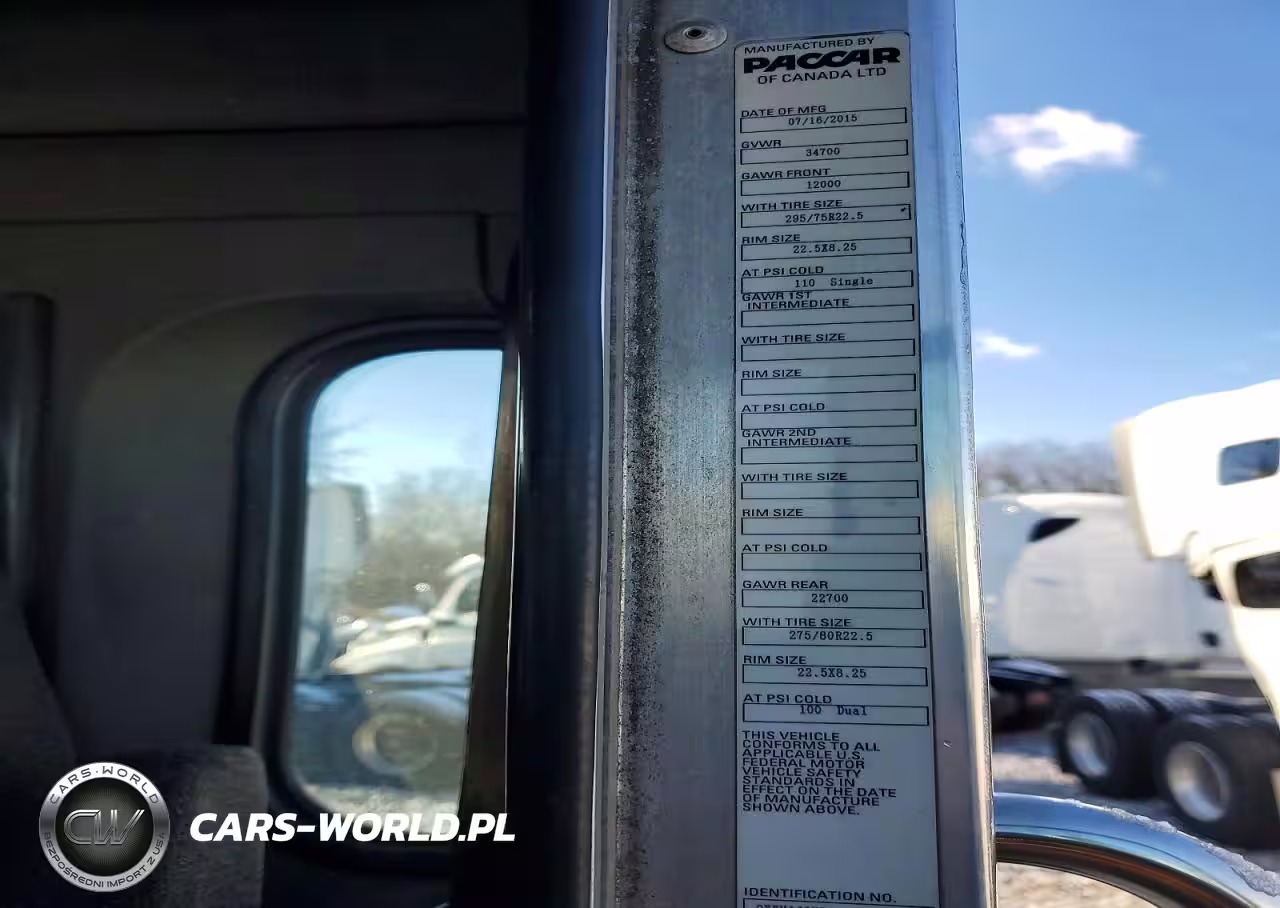 MANUFACTURED BY
PACCAR
OF CANADA LTD
DATE OF MFG
07/16/2015
GVWR
34700
GAWR FRONT
12000
WITH TIRE SIZE
295/75R22.5
RIM SIZE
22.5X8.25
AT PSI COLD
110 Single
GAWR 1ST
INTERMEDIATE
WITH TIRE SIZE
RIM SIZE
AT PSI COLD
GAWR 2ND
INTERMEDIATE
WITH TIRE SIZE
RIM SIZE
AT PSI COLD
GAWR REAR
22700
WITH TIRE SIZE
275/80R22.5
RIM SIZE
22.5X8.25
AT PSI COLD
100 Dual
THIS VEHICLE
CONFORMS TO ALL
APPLICABLE U.S.
FEDERAL MOTOR
VEHICLE SAFETY
STANDARDS IN
EFFECT ON THE DATE
OF MANUFACTURE
SHOWN ABOVE.
IDENTIFICATION NO.
CARS-WORLD
CW
BEZPOŚREDNI IMPORT Z USA
CARS-WORLD.PL